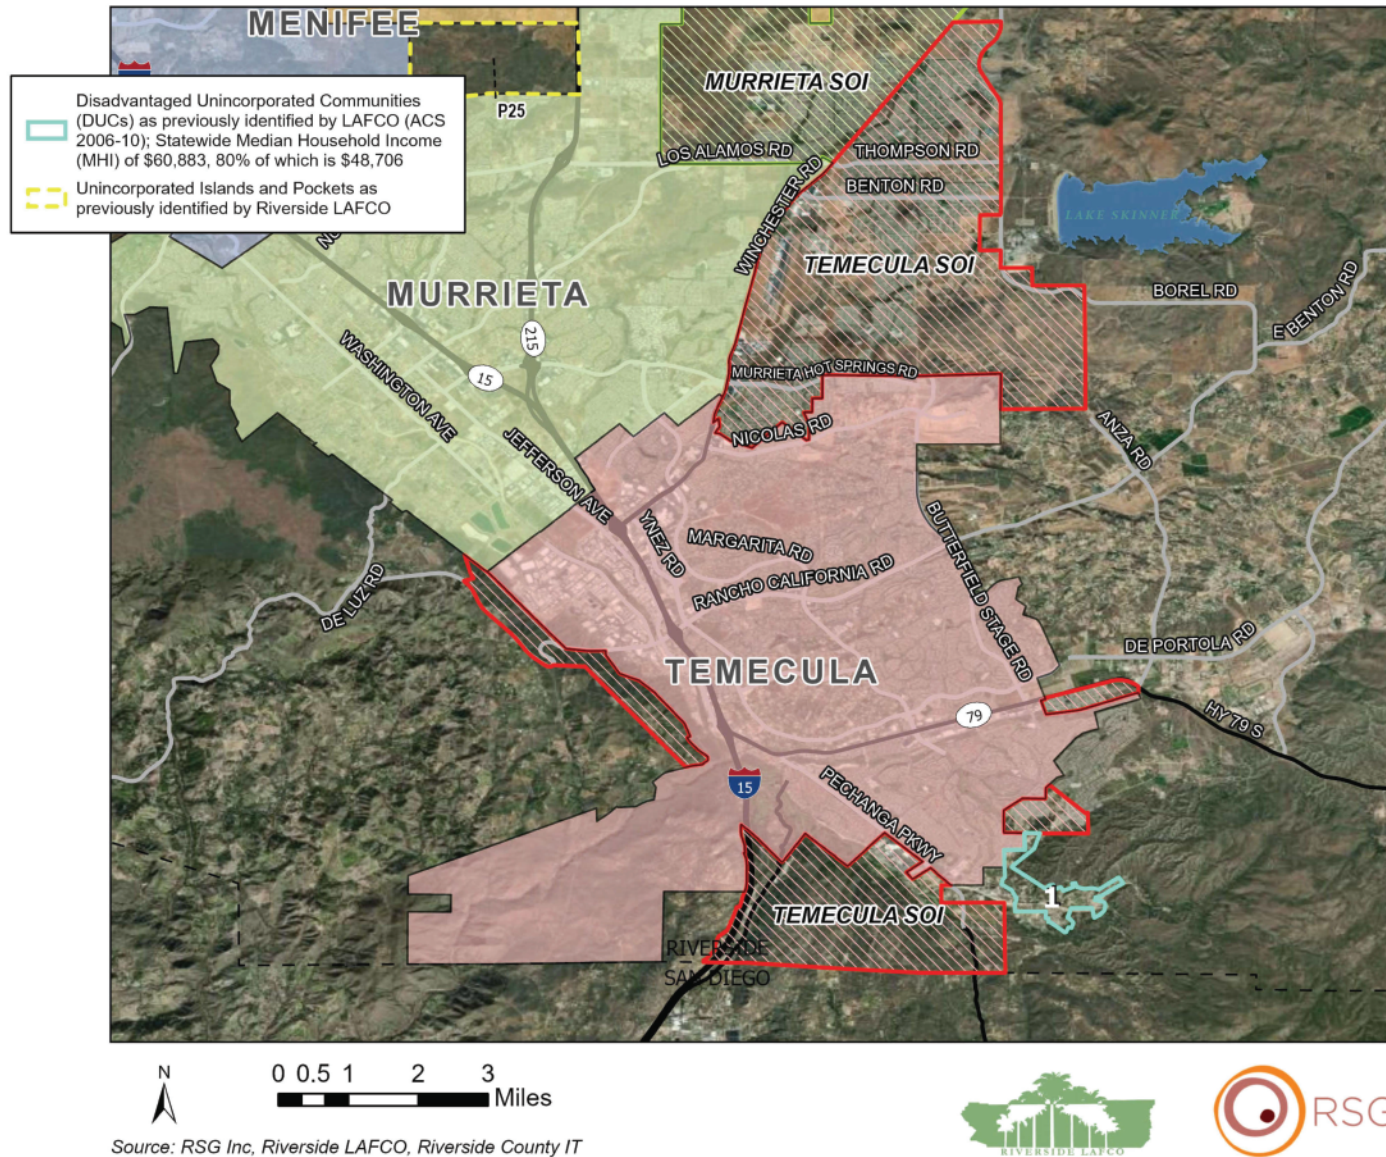 MENIFEE
Disadvantaged Unincorporated Communities
(DUCs) as previously identified by LAFCO (ACS
2006-10); Statewide Median Household Income
(MHI) of $60,883, 80% of which is $48,706
Unincorporated Islands and Pockets as
previously identified by Riverside LAFCO
P25
MURRIETA SOI
LOS ALAMOS RD
THOMPSON RD
BENTON RD
WINCHESTER RD
LAKE SKINNER
TEMECULA SOI
BOREL RD
E BENTON RD
MURRIETA
215
15
WASHINGTON AVE
MURRIETA HOT SPRINGS RD
NICOLAS RD
ANZA RD
JEFFERSON AVE
YNEZ RD
MARGARITA RD
RANCHO CALIFORNIA RD
BUTTERFIELD STAGE RD
DE LUZ RD
DE PORTOLA RD
TEMECULA
79
HY 79 S
15
PECHANGA PKWY
1
TEMECULA SOI
RIVERSIDE
SAN DIEGO
N
0 0.5 1 2 3
Miles
Source: RSG Inc, Riverside LAFCO, Riverside County IT
RIVERSIDE LAFCO